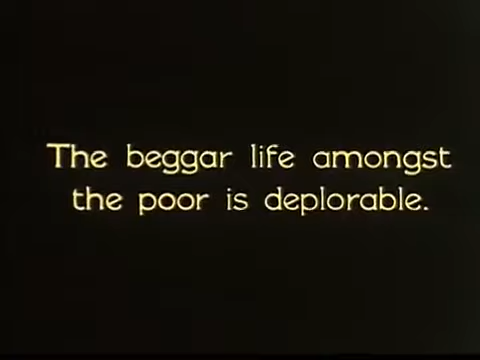 The beggar life amongst
the poor is deplorable.